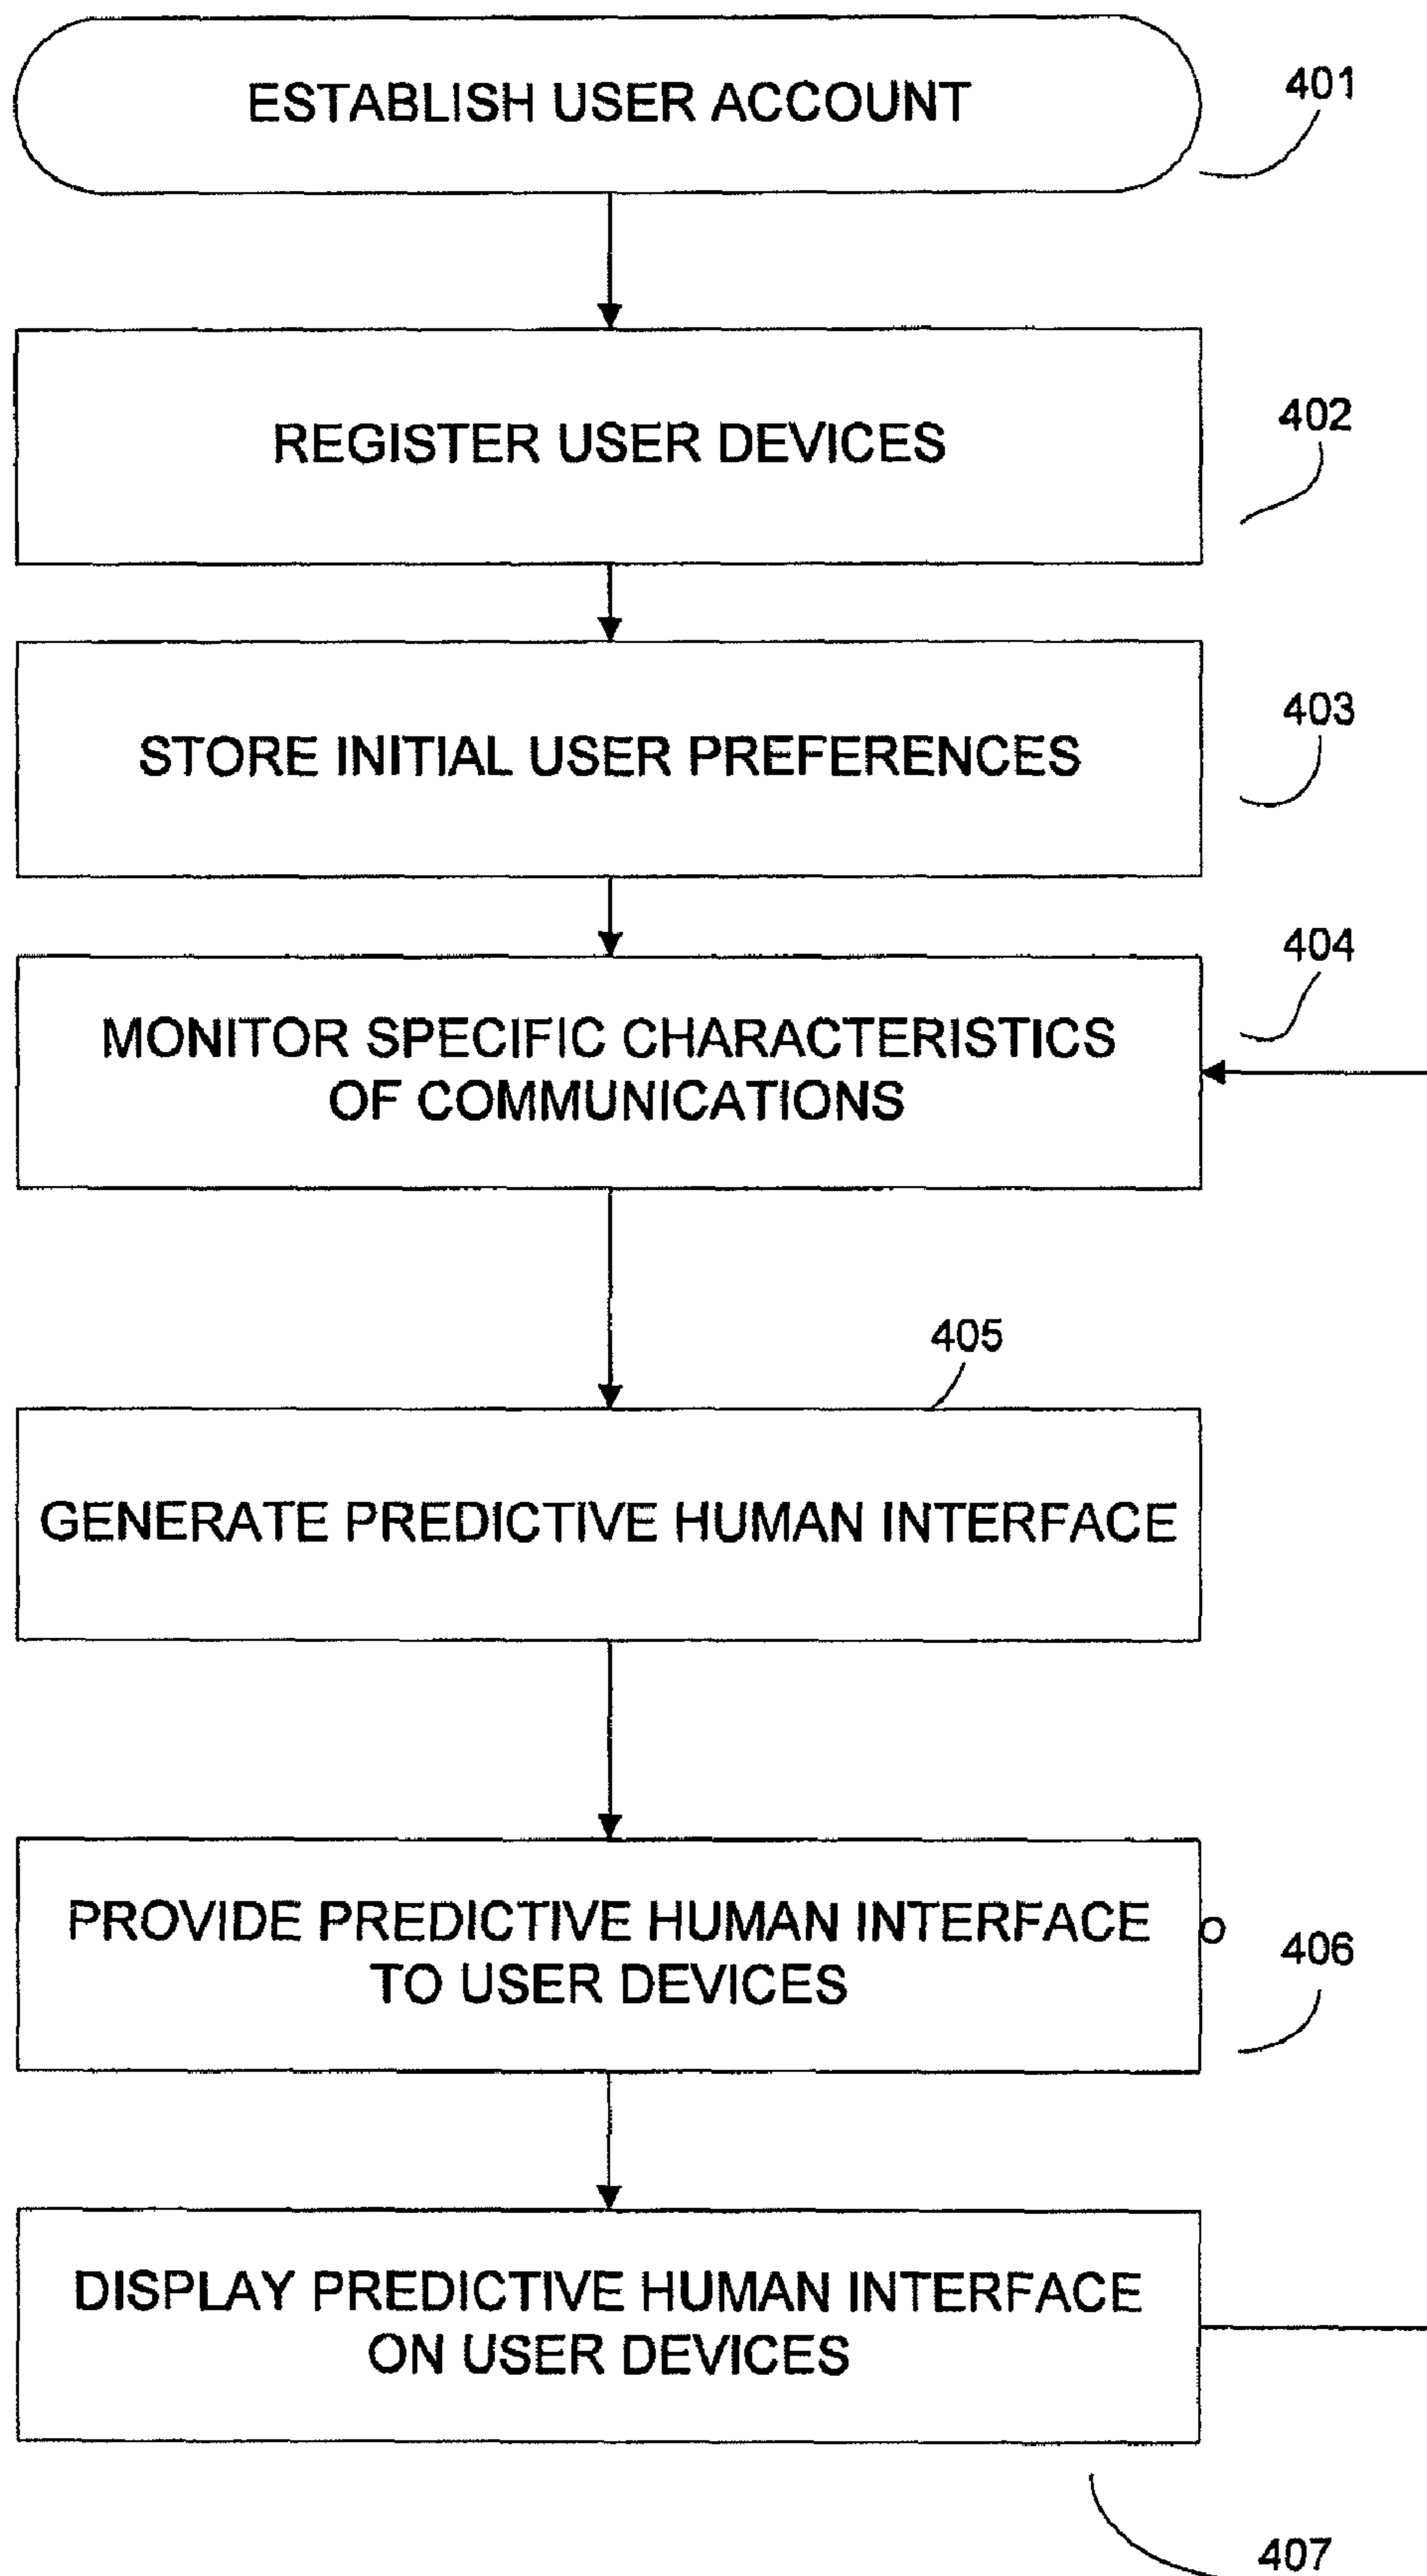 ESTABLISH USER ACCOUNT
401
REGISTER USER DEVICES
402
STORE INITIAL USER PREFERENCES
403
404
MONITOR SPECIFIC CHARACTERISTICS
OF COMMUNICATIONS
405
GENERATE PREDICTIVE HUMAN INTERFACE
PROVIDE PREDICTIVE HUMAN INTERFACE
TO USER DEVICES
406
DISPLAY PREDICTIVE HUMAN INTERFACE
ON USER DEVICES
407